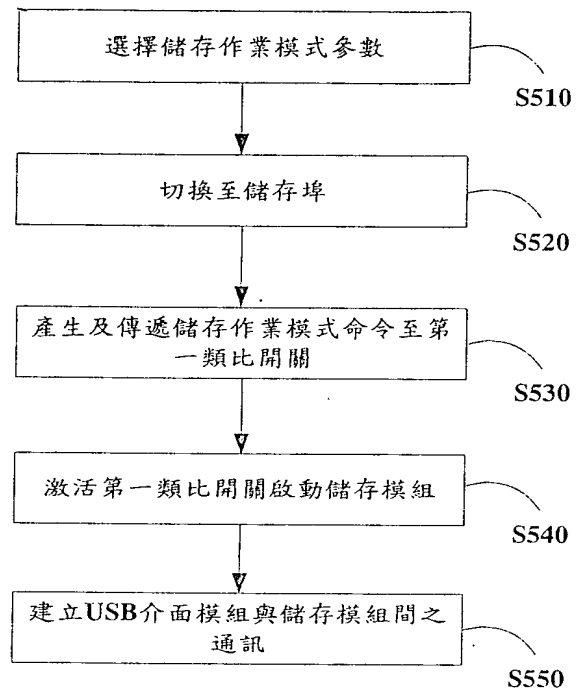 選擇儲存作業模式參數
S510
切換至儲存埠
S520
產生及傳遞儲存作業模式命令至第
一類比開關
S530
激活第一類比開關啟動儲存模組
S540
建立USB介面模組與儲存模組間之
通訊
S550